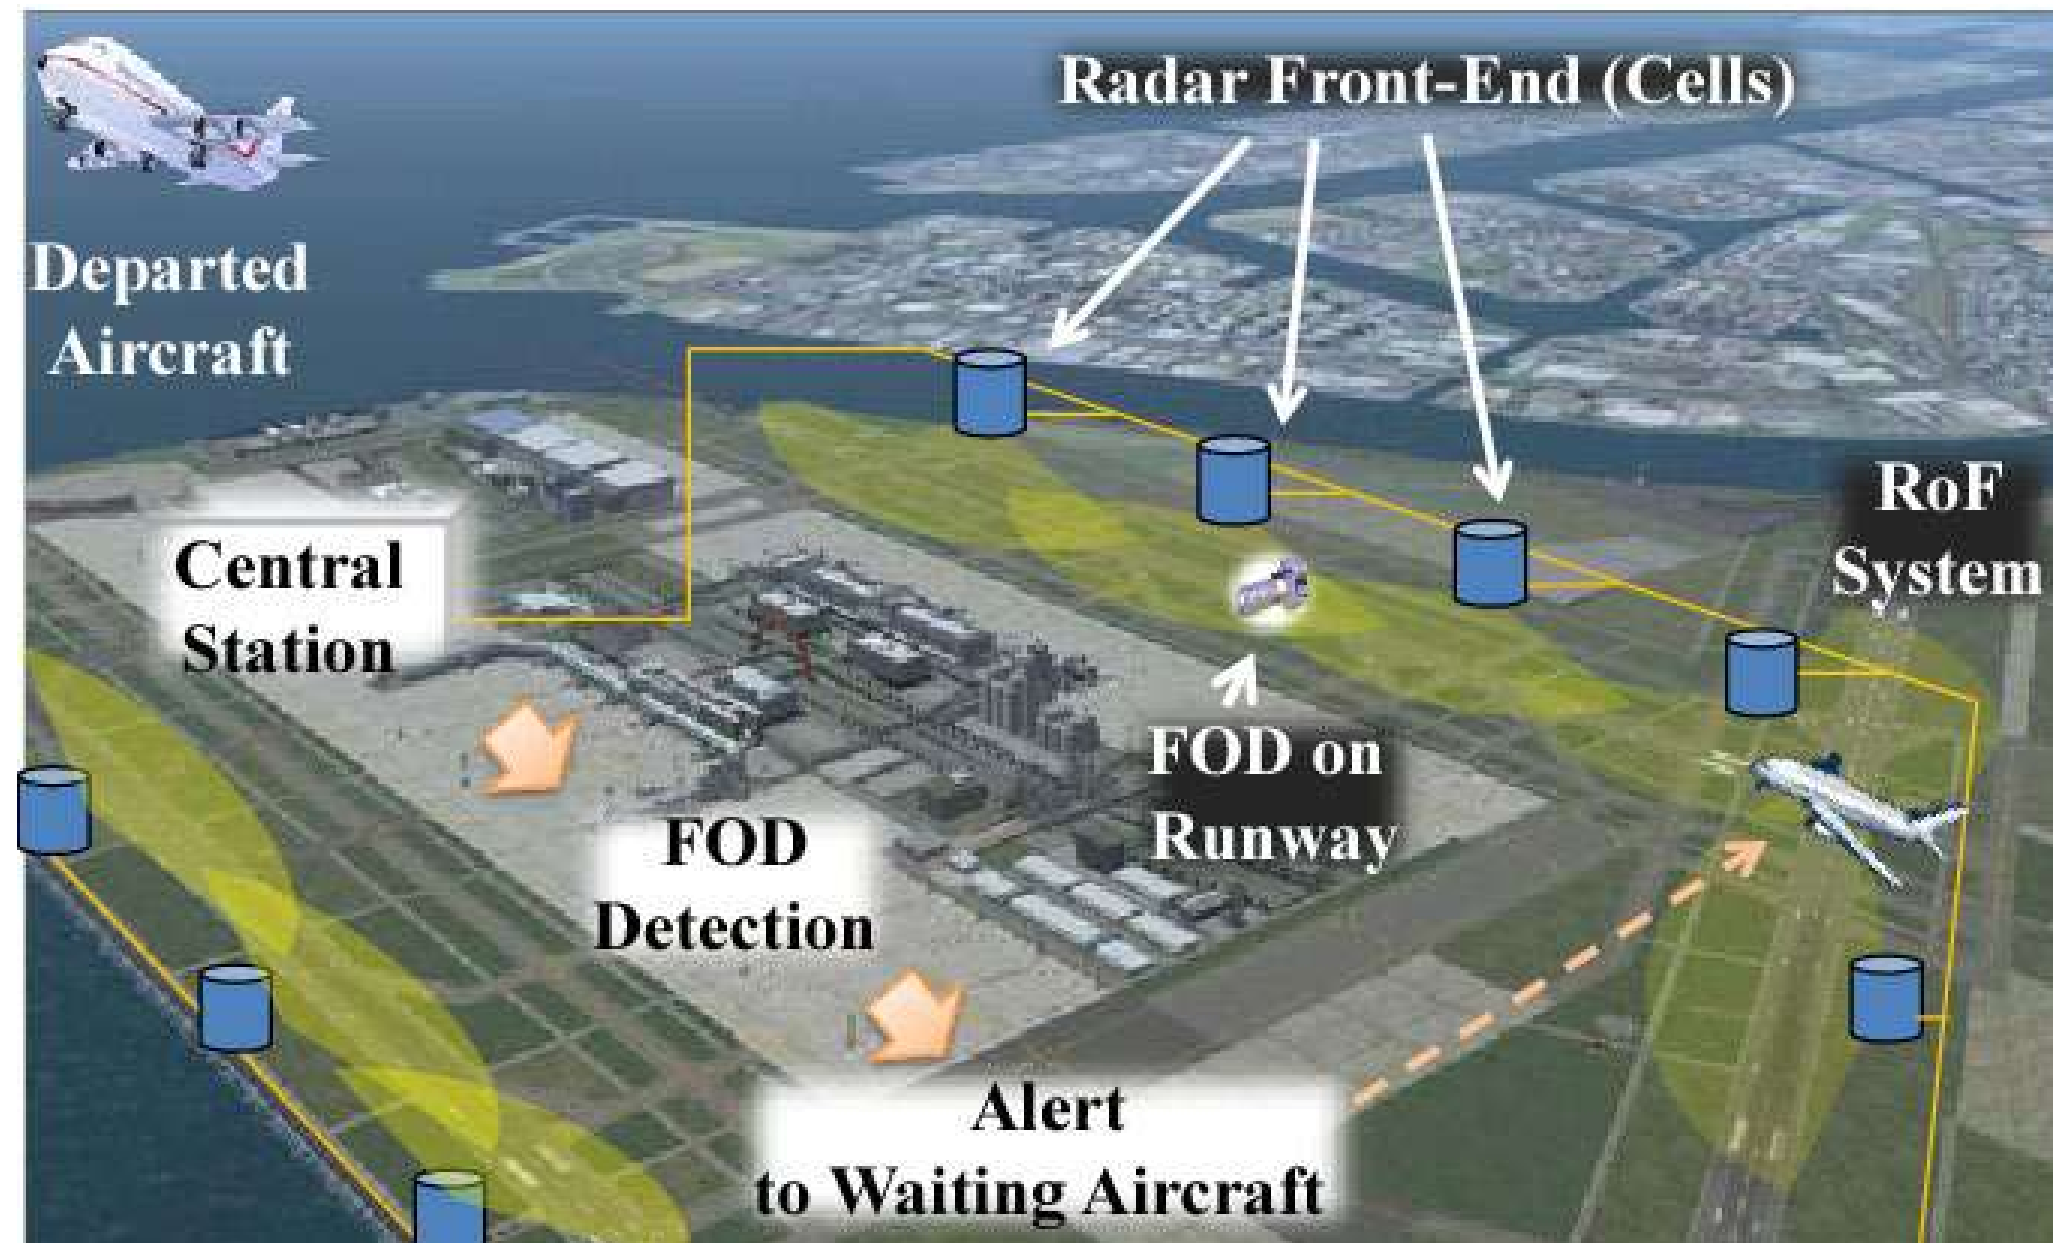 Radar Front-End (Cells)
Departed
Aircraft
RoF
System
Central
Station
FOD on
Runway
FOD
Detection
Alert
to Waiting Aircraft